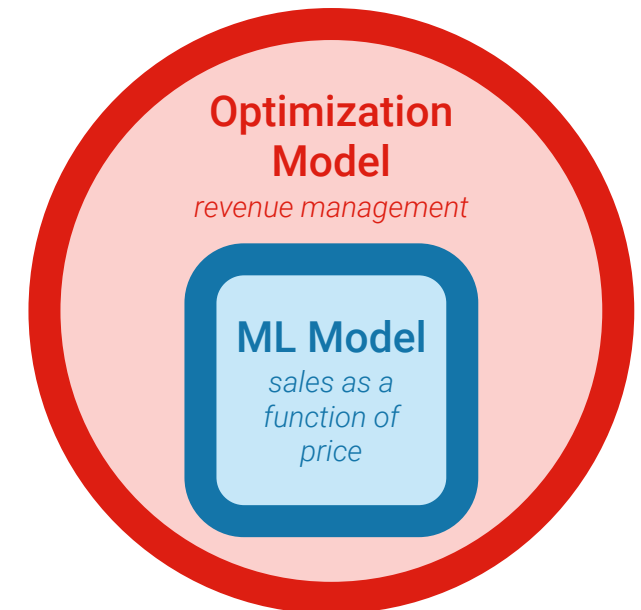 Optimization
Model
revenue management
ML Model
sales as a
function of
price